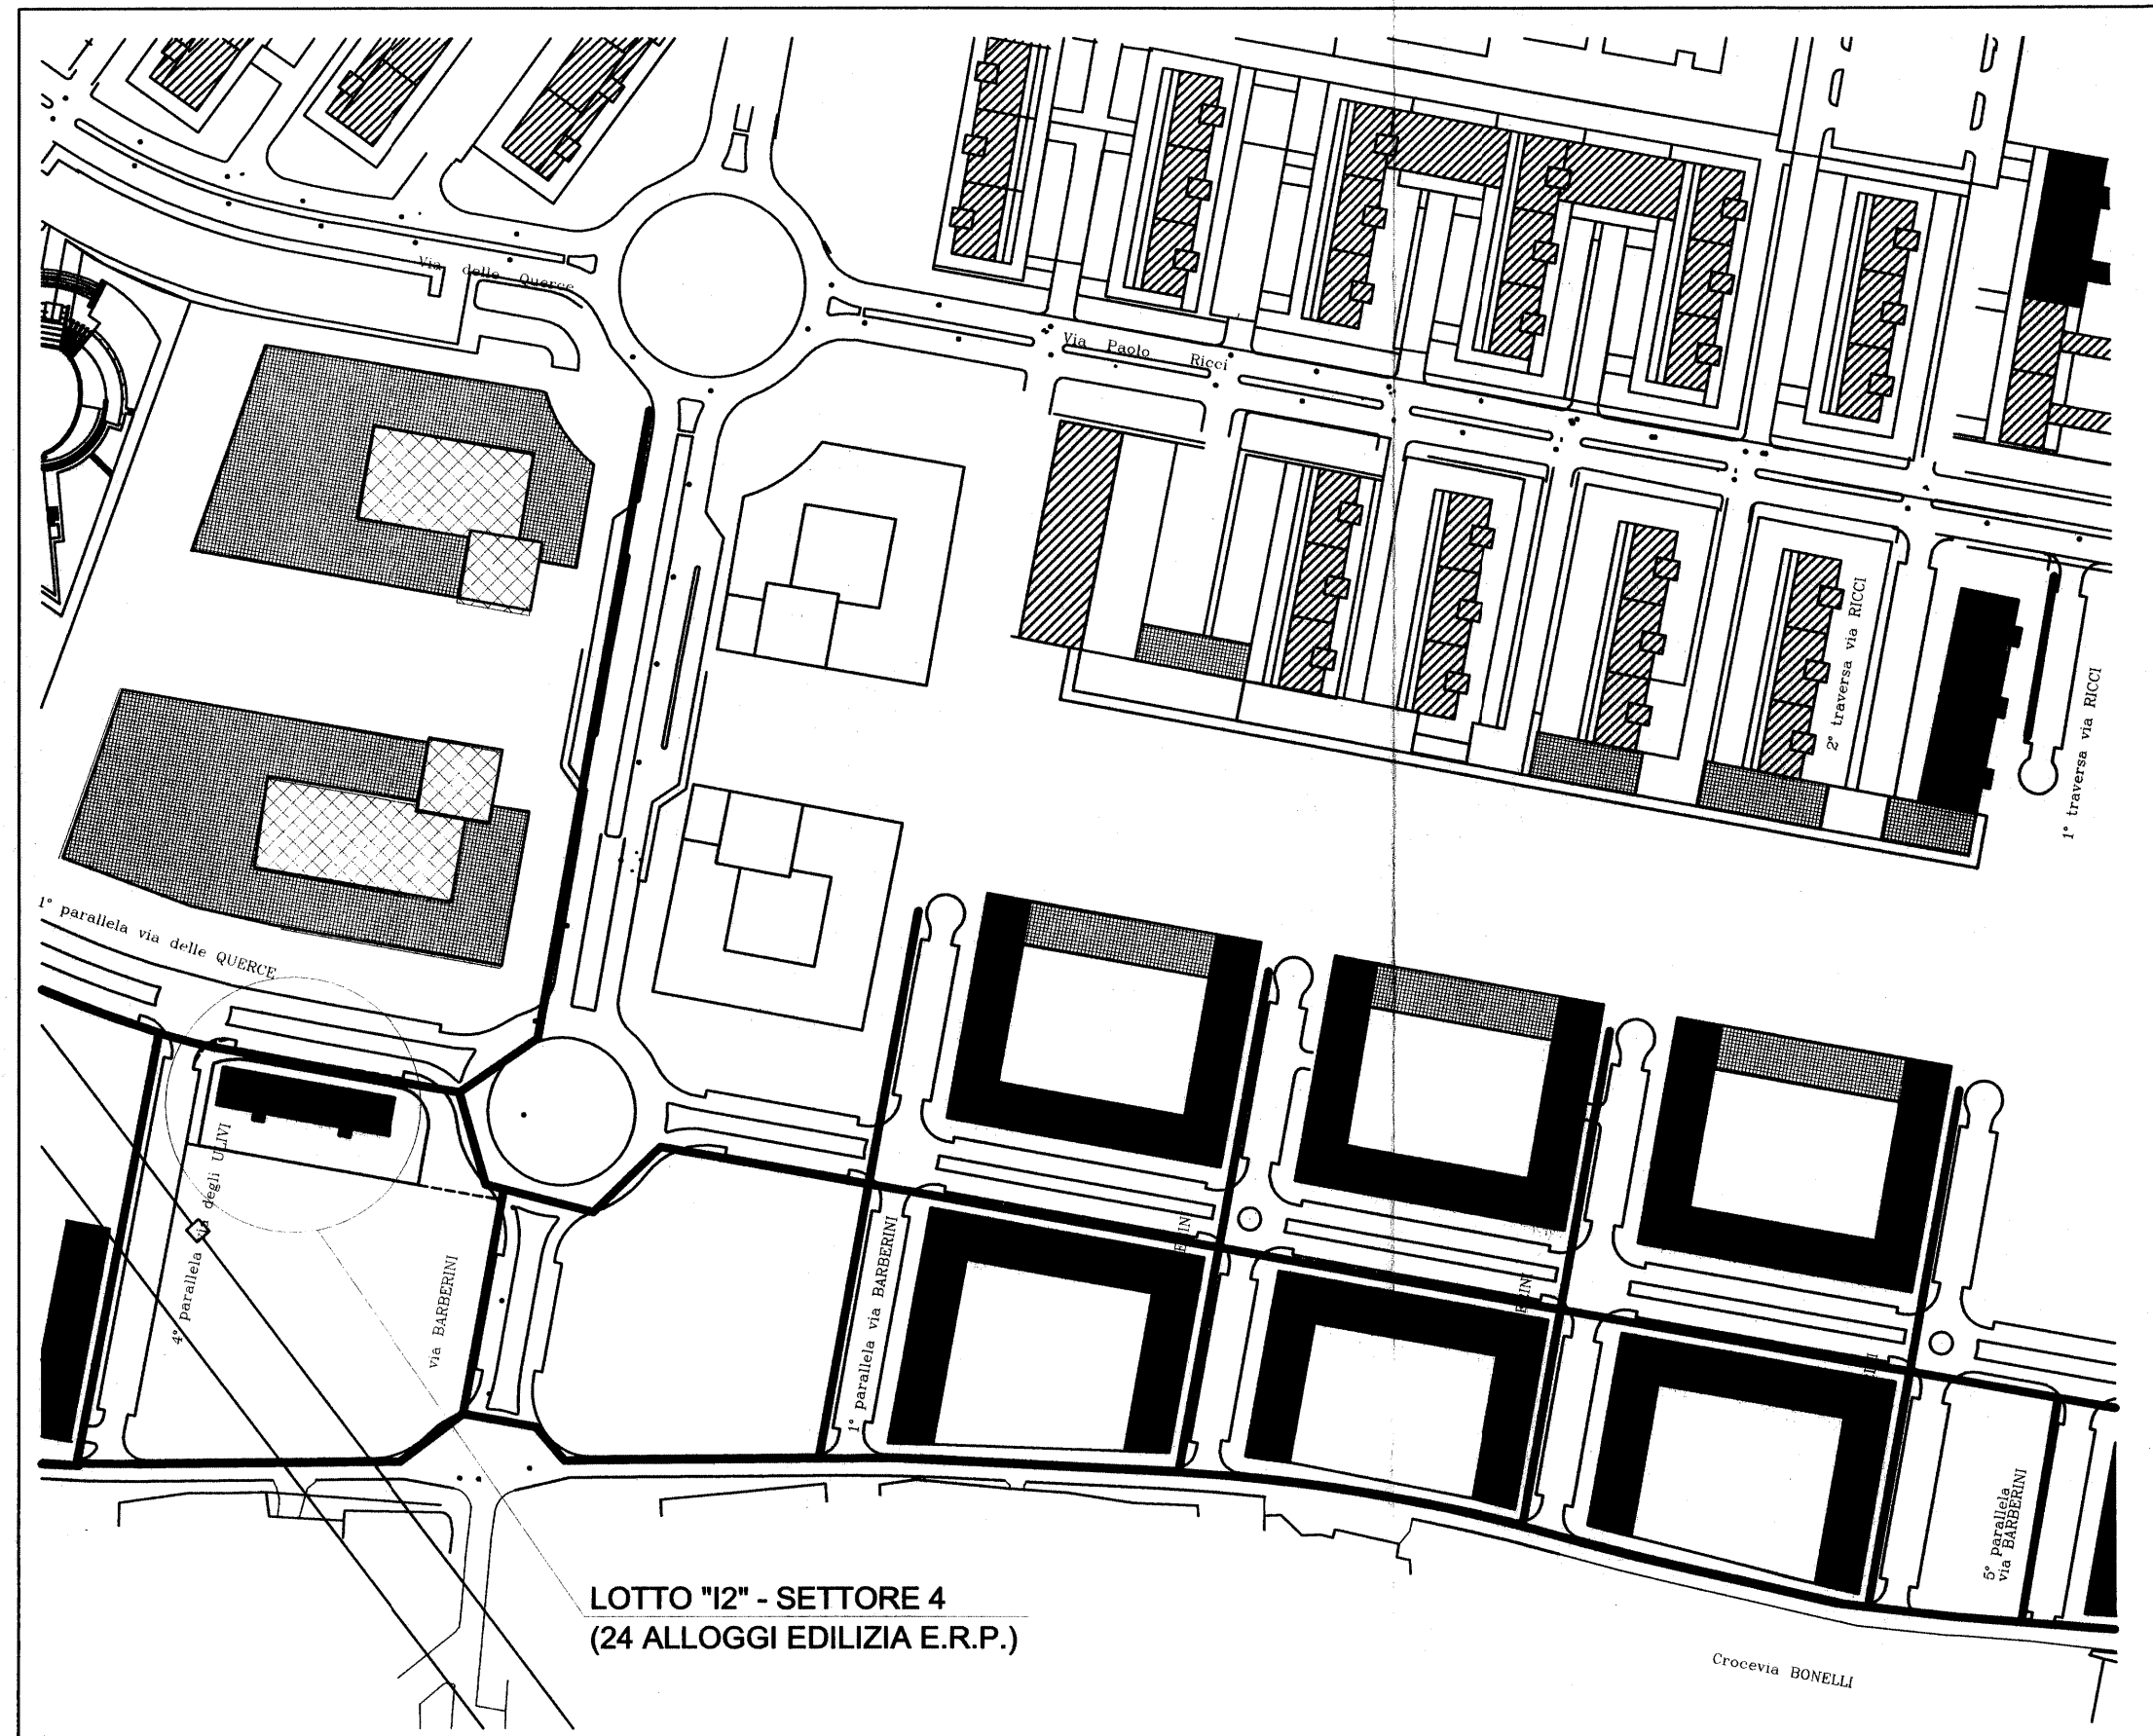 Via delle Querce
Via Paolo Ricci
2° traversa via RICCI
1° traversa via RICCI
1° parallela via delle QUERCE
4° parallela via degli ULIVI
via BARBERINI
1° parallela via BARBERINI
5° parallela
via BARBERINI
LOTTO "I2" - SETTORE 4
(24 ALLOGGI EDILIZIA E.R.P.)
Crocevia BONELLI